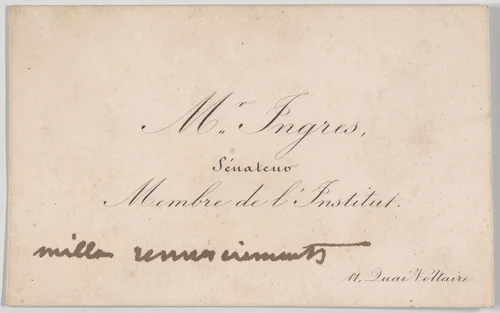 Mr. Ingres,
Sénateur
Membre de l'Institut.
mille remerciements
11, Quai Voltaire